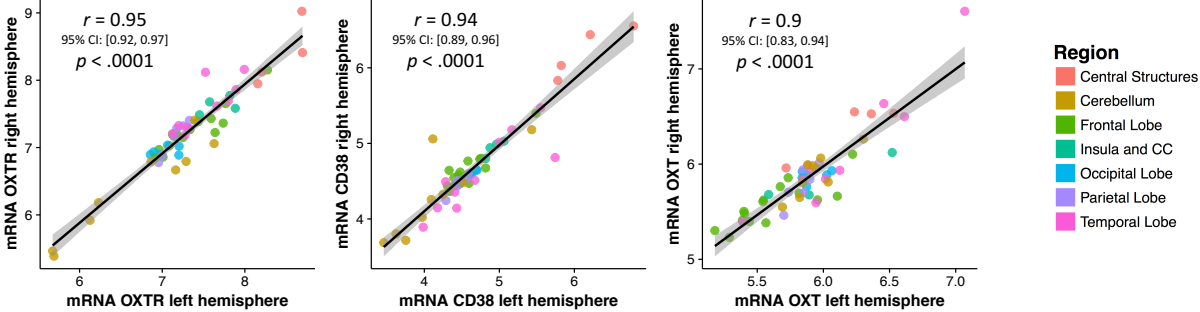 r = 0.95
95% CI: [0.92, 0.97]
p < .0001
mRNA OXTR right hemisphere
9
8
7
6
6
7
8
mRNA OXTR left hemisphere
r = 0.94
95% CI: [0.89, 0.96]
p < .0001
mRNA CD38 right hemisphere
6
5
4
4
5
6
mRNA CD38 left hemisphere
r = 0.9
95% CI: [0.83, 0.94]
p < .0001
mRNA OXT right hemisphere
7
6
5
5.5
6.0
6.5
7.0
mRNA OXT left hemisphere
Region
Central Structures
Cerebellum
Frontal Lobe
Insula and CC
Occipital Lobe
Parietal Lobe
Temporal Lobe